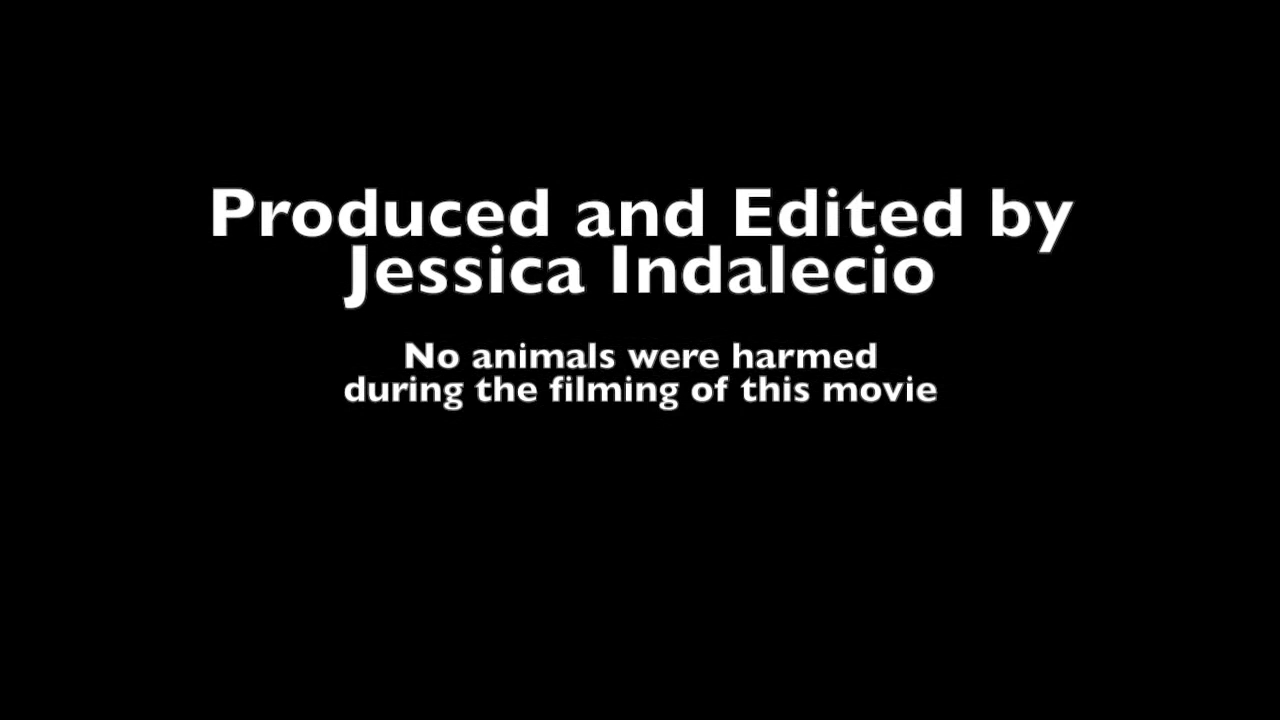 Produced and Edited by
Jessica Indalecio
No animals were harmed
during the filming of this movie